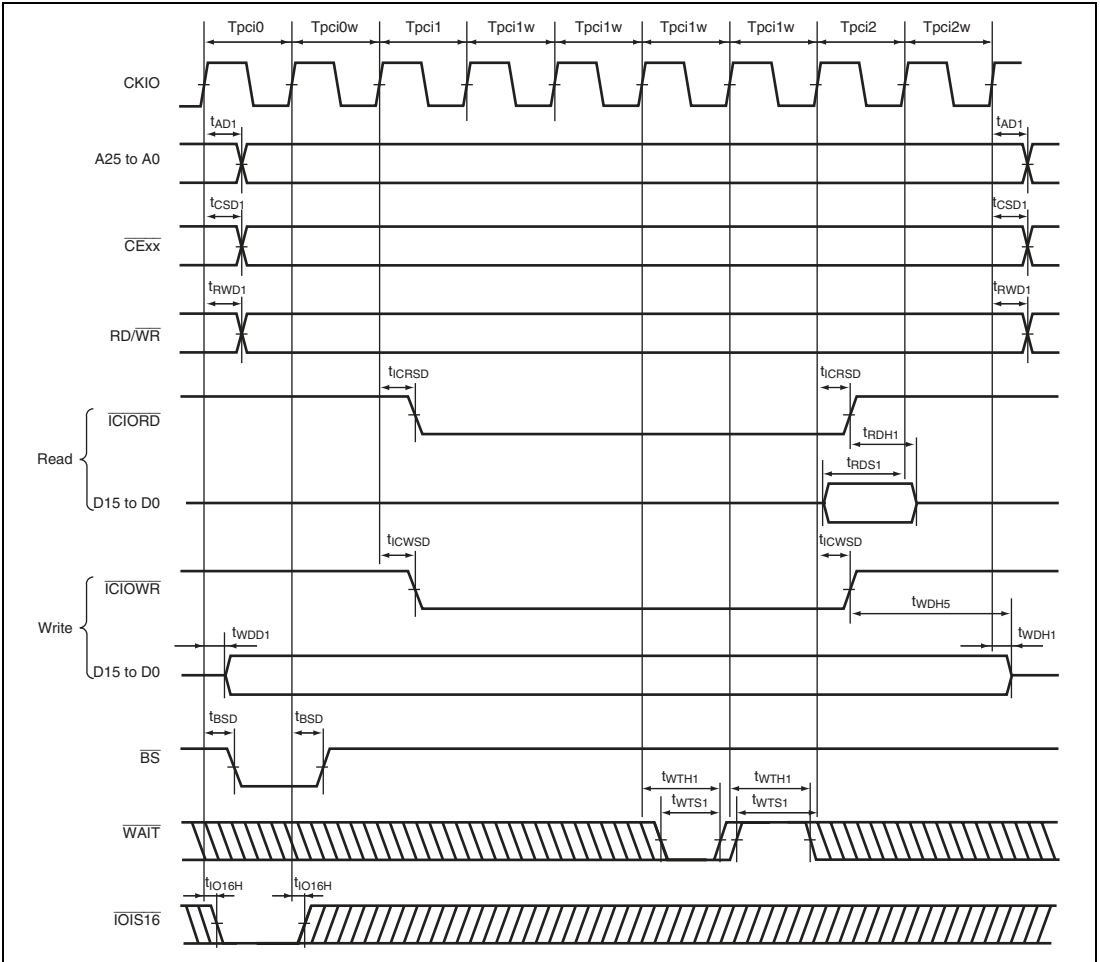 Tpci0 Tpci0w Tpci1 Tpci1w Tpci1w Tpci1w Tpci1w Tpci2 Tpci2w
CKIO
tAD1 tAD1
A25 to A0
tCSD1 tCSD1
CExx
tRWD1 tRWD1
RD/WR
tICRSD tICRSD
ICIORD
tRDH1
Read
tRDS1
D15 to D0
tICWSD tICWSD
ICIOWR
tWDH5
Write
tWDD1 tWDH1
D15 to D0
tBSD tBSD
BS
tWTH1 tWTH1
tWTS1 tWTS1
WAIT
tIO16H tIO16H
IOIS16